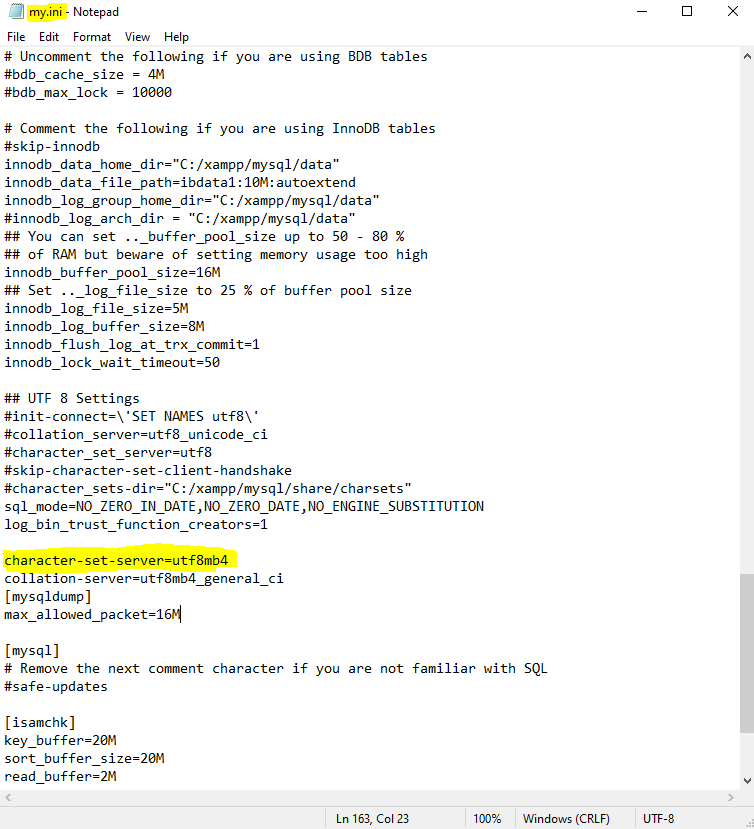 my.ini - Notepad
File Edit Format View Help
# Uncomment the following if you are using BDB tables
#bdb_cache_size = 4M
#bdb_max_lock = 10000
# Comment the following if you are using InnoDB tables
#skip-innodb
innodb_data_home_dir="C:/xampp/mysql/data"
innodb_data_file_path=ibdata1:10M:autoextend
innodb_log_group_home_dir="C:/xampp/mysql/data"
#innodb_log_arch_dir = "C:/xampp/mysql/data"
## You can set .._buffer_pool_size up to 50 - 80 %
## of RAM but beware of setting memory usage too high
innodb_buffer_pool_size=16M
## Set .._log_file_size to 25 % of buffer pool size
innodb_log_file_size=5M
innodb_log_buffer_size=8M
innodb_flush_log_at_trx_commit=1
innodb_lock_wait_timeout=50
## UTF 8 Settings
#init-connect=\'SET NAMES utf8\'
#collation_server=utf8_unicode_ci
#character_set_server=utf8
#skip-character-set-client-handshake
#character_sets-dir="C:/xampp/mysql/share/charsets"
sql_mode=NO_ZERO_IN_DATE,NO_ZERO_DATE,NO_ENGINE_SUBSTITUTION
log_bin_trust_function_creators=1
character-set-server=utf8mb4
collation-server=utf8mb4_general_ci
[mysqldump]
max_allowed_packet=16M
[mysql]
# Remove the next comment character if you are not familiar with SQL
#safe-updates
[isamchk]
key_buffer=20M
sort_buffer_size=20M
read_buffer=2M
Ln 163, Col 23 100% Windows (CRLF) UTF-8